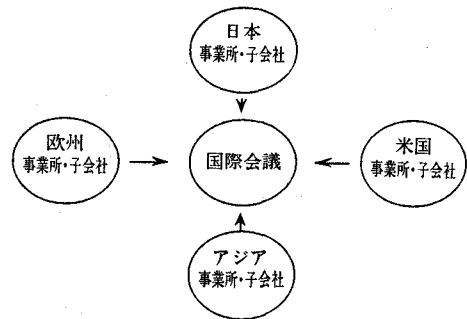 日本
事業所・子会社
欧州
事業所・子会社
国際会議
米国
事業所・子会社
アジア
事業所・子会社